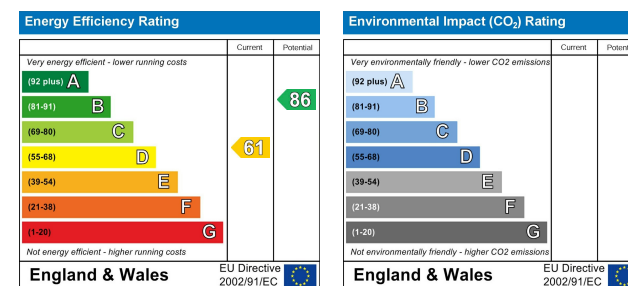 Energy Efficiency Rating
Current Potential
Very energy efficient - lower running costs
(92 plus) A
(81-91) B
86
(69-80) C
(55-68) D
61
(39-54) E
(21-38) F
(1-20) G
Not energy efficient - higher running costs
England & Wales
EU Directive
2002/91/EC
Environmental Impact (CO2) Rating
Current Poten
Very environmentally friendly - lower CO2 emissions
(92 plus) A
(81-91) B
(69-80) C
(55-68) D
(39-54) E
(21-38) F
(1-20) G
Not environmentally friendly - higher CO2 emissions
England & Wales
EU Directive
2002/91/EC